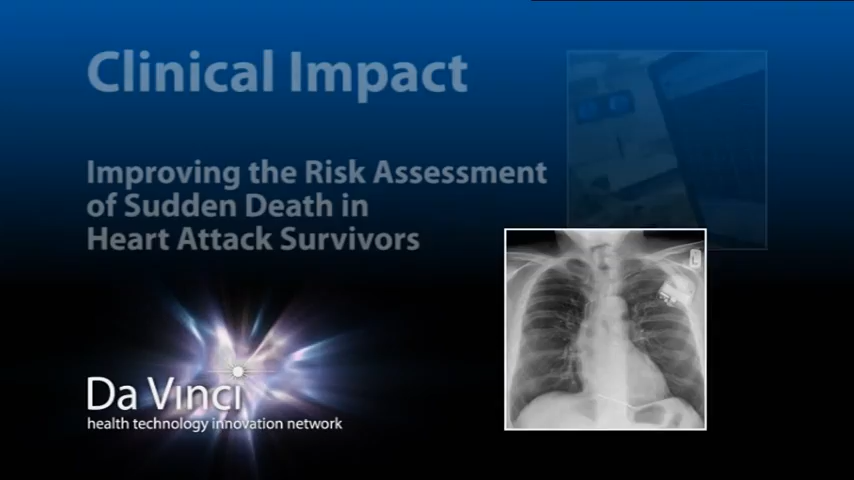 Clinical Impact
Improving the Risk Assessment
of Sudden Death in
Heart Attack Survivors
L
Da Vinci
health technology innovation network